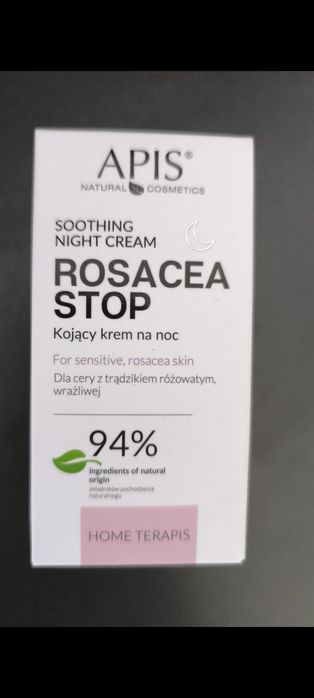 APIS®
NATURAL COSMETICS
SOOTHING
NIGHT CREAM
ROSACEA
STOP
Kojący krem na noc
For sensitive, rosacea skin
Dla cery z trądzikiem różowatym,
wrażliwej
94%
ingredients of natural
origin
składników pochodzenia
naturalnego
HOME TERAPIS